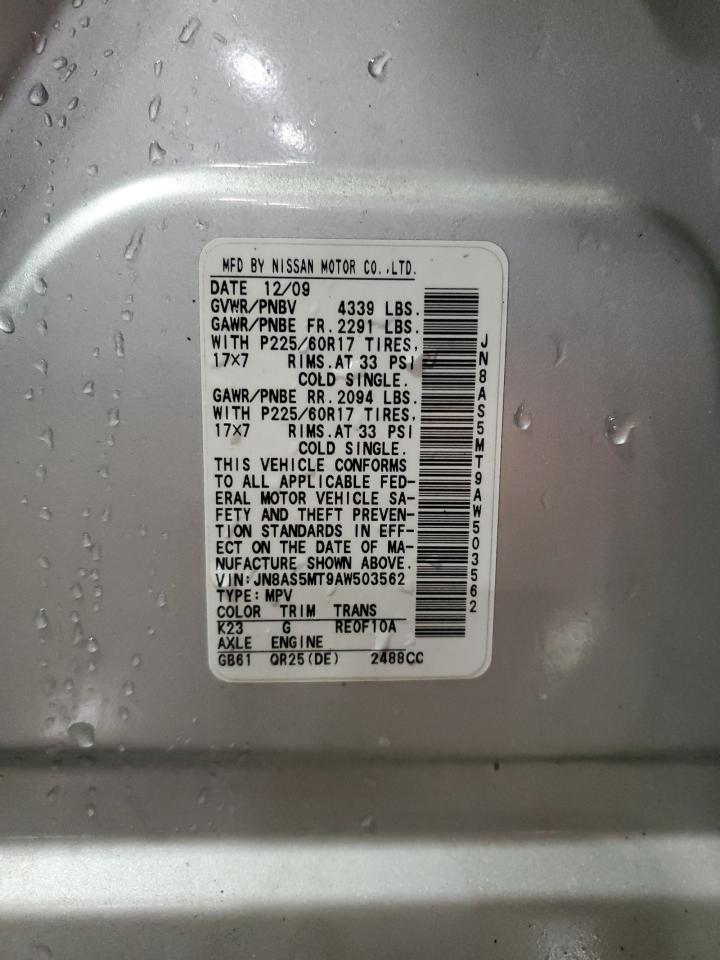 MFD BY NISSAN MOTOR CO.,LTD.
DATE 12/09
GVWR/PNBV 4339 LBS.
GAWR/PNBE FR. 2291 LBS.
WITH P225/60R17 TIRES,
17X7 RIMS.AT 33 PSI
COLD SINGLE.
GAWR/PNBE RR. 2094 LBS.
WITH P225/60R17 TIRES,
17X7 RIMS.AT 33 PSI
COLD SINGLE.
THIS VEHICLE CONFORMS
TO ALL APPLICABLE FED-
ERAL MOTOR VEHICLE SA-
FETY AND THEFT PREVEN-
TION STANDARDS IN EFF-
ECT ON THE DATE OF MA-
NUFACTURE SHOWN ABOVE.
VIN: JN8AS5MT9AW503562
TYPE: MPV
COLOR TRIM TRANS
K23 G RE0F10A
AXLE ENGINE
GB61 QR25(DE) 2488CC
JN8AS5MT9AW503562